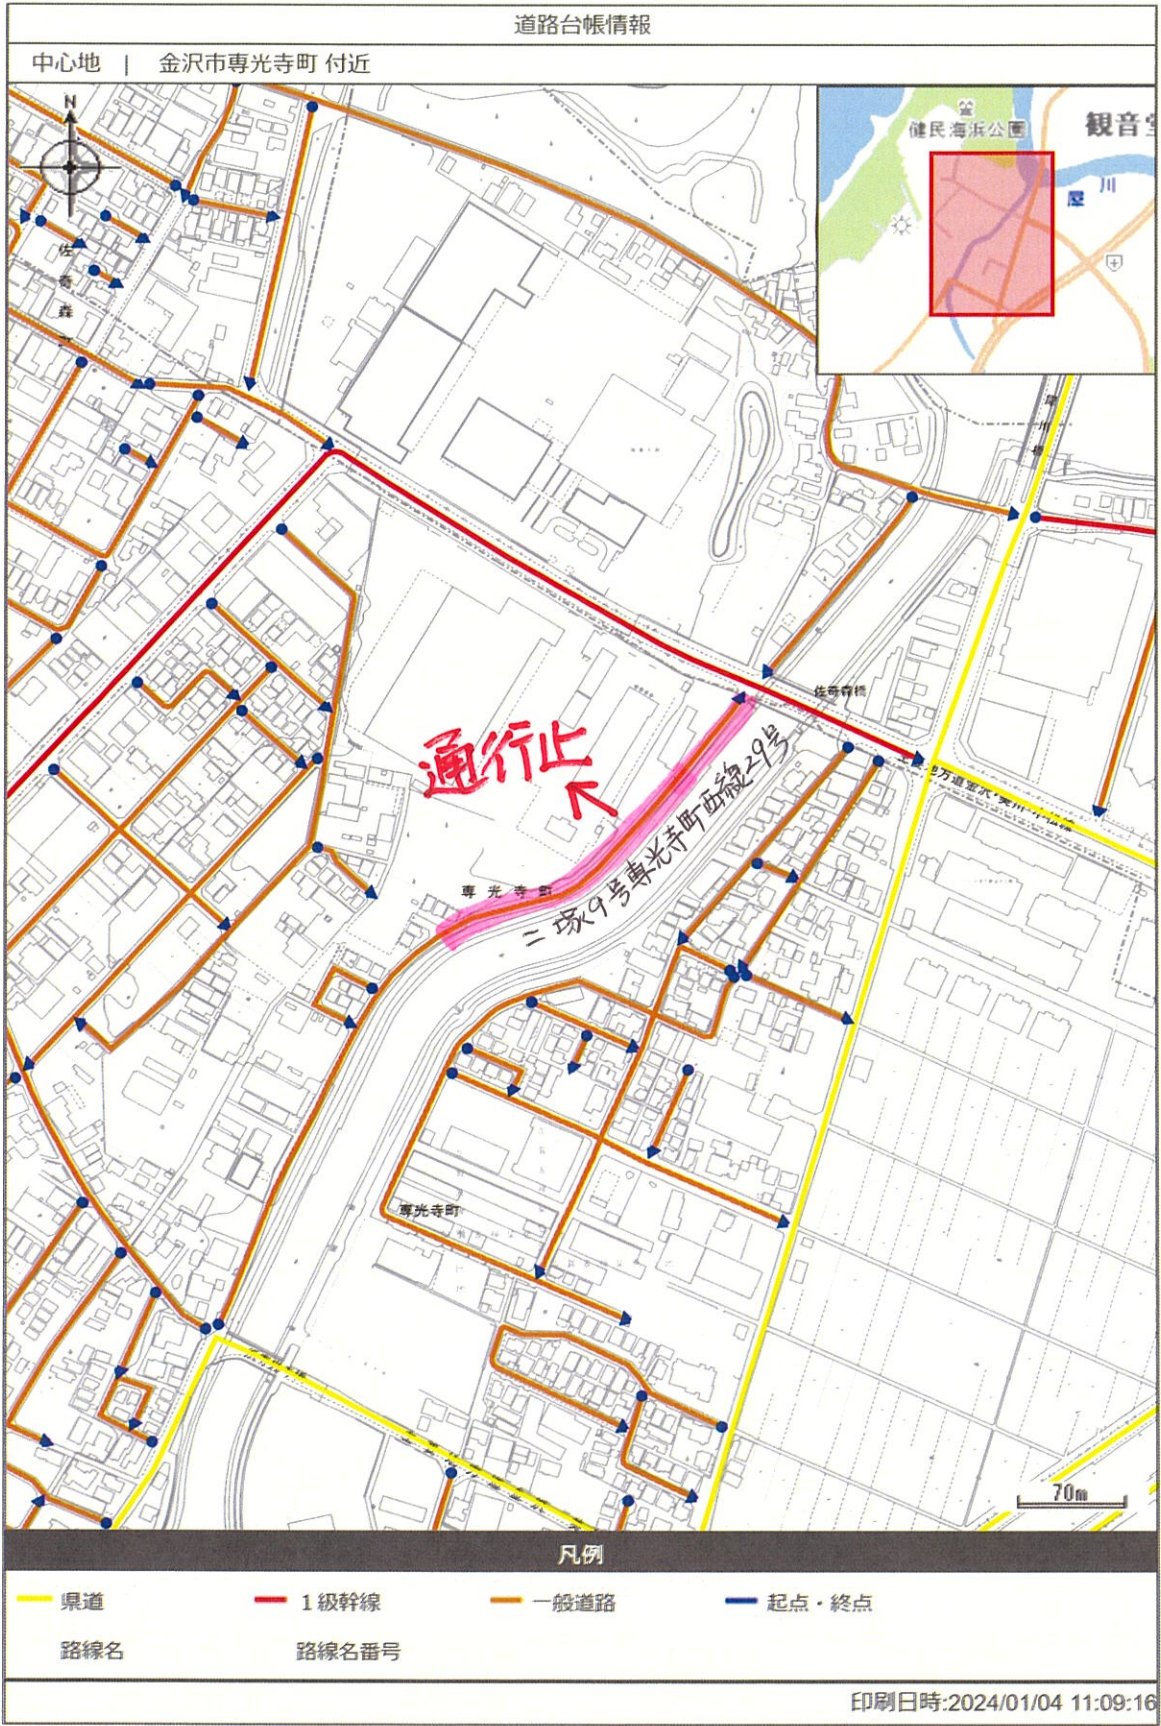 道路台帳情報
中心地 | 金沢市専光寺町 付近
N
健民海浜公園
観音
犀 川
佐
奇
森
佐奇森橋
通行止
二塚9号専光寺町西線29号
専光寺町
専光寺町
70m
凡例
県道
1級幹線
一般道路
起点・終点
路線名
路線名番号
印刷日時:2024/01/04 11:09:16